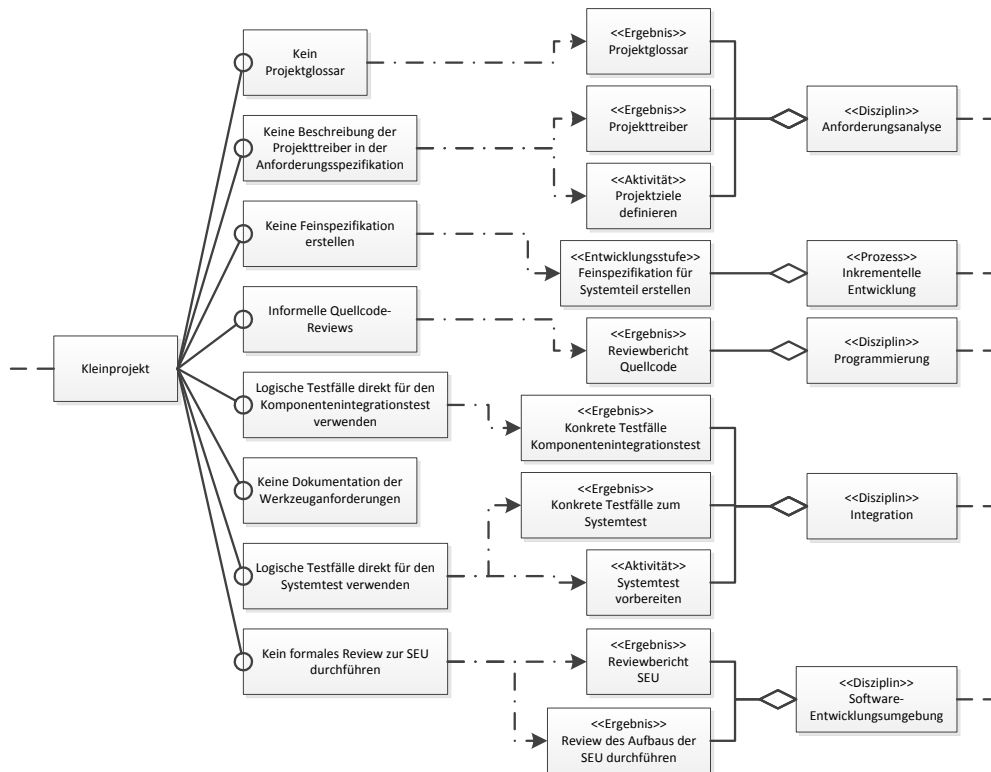 Kleinprojekt
Kein
Projektglossar
Keine Beschreibung der
Projekttreiber in der
Anforderungsspezifikation
Keine Feinspezifikation
erstellen
Informelle Quellcode-
Reviews
Logische Testfälle direkt für den
Komponentenintegrationstest
verwenden
Keine Dokumentation der
Werkzeuganforderungen
Logische Testfälle direkt für den
Systemtest verwenden
Kein formales Review zur SEU
durchführen
<<Ergebnis>>
Projektglossar
<<Ergebnis>>
Projekttreiber
<<Aktivität>>
Projektziele
definieren
<<Entwicklungsstufe>>
Feinspezifikation für
Systemteil erstellen
<<Ergebnis>>
Reviewbericht
Quellcode
<<Ergebnis>>
Konkrete Testfälle
Komponentenintegrationstest
<<Ergebnis>>
Konkrete Testfälle zum
Systemtest
<<Aktivität>>
Systemtest
vorbereiten
<<Ergebnis>>
Reviewbericht
SEU
<<Ergebnis>>
Review des Aufbaus der
SEU durchführen
<<Disziplin>>
Anforderungsanalyse
<<Prozess>>
Inkrementelle
Entwicklung
<<Disziplin>>
Programmierung
<<Disziplin>>
Integration
<<Disziplin>>
Software-
Entwicklungsumgebung